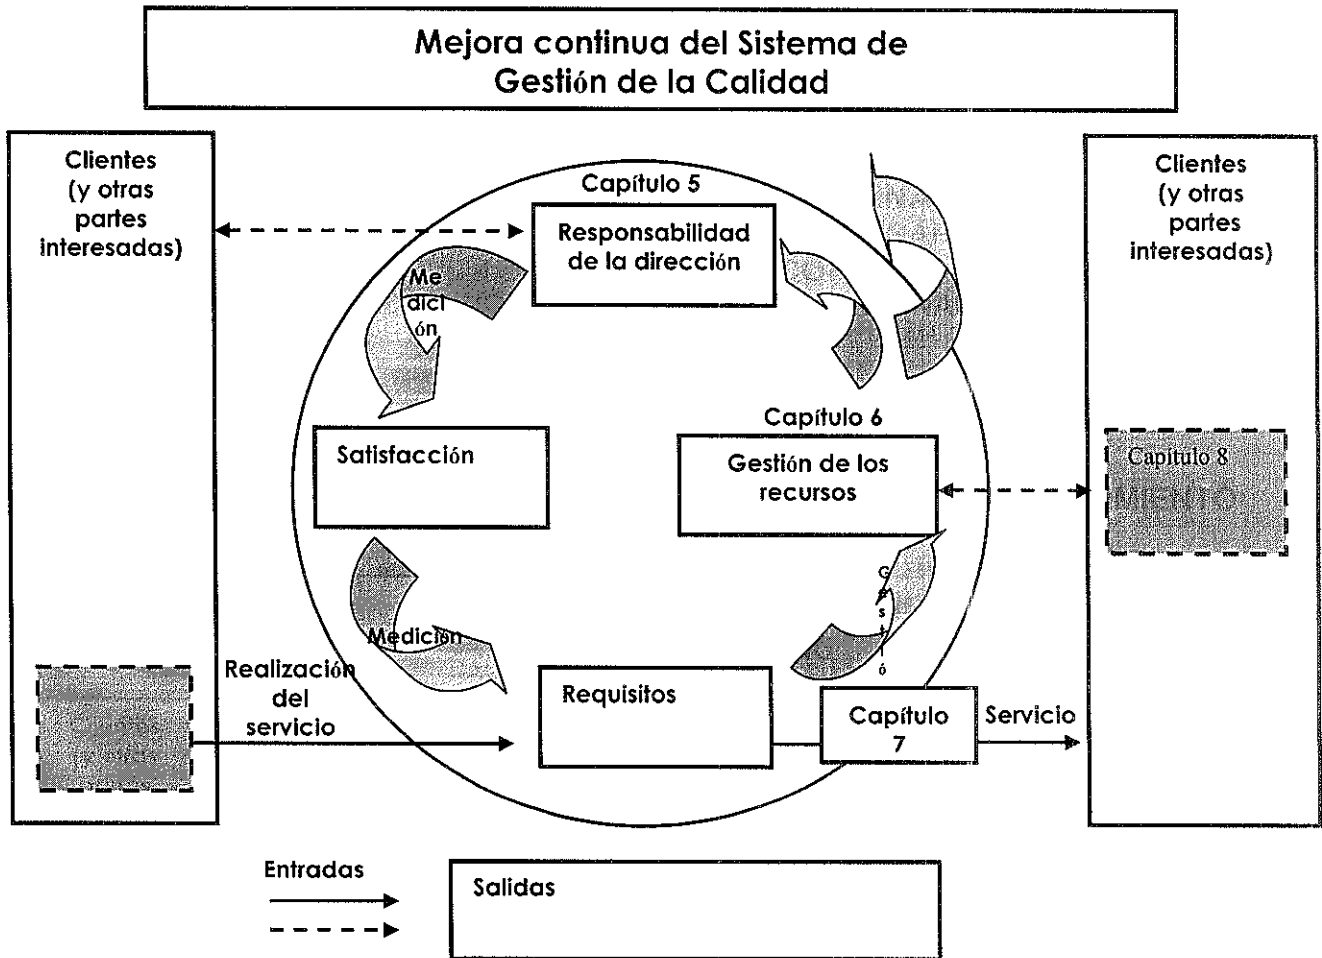 Mejora continua del Sistema de
Gestión de la Calidad
Clientes
(y otras
partes
interesadas)
Capítulo 5
Responsabilidad
de la dirección
Clientes
(y otras
partes
interesadas)
Me
dici
ón
Satisfacción
Capítulo 6
Gestión de los
recursos
Capítulo 8
Medición
G
e
s
t
i
ó
Realización
del
servicio
Requisitos
Capítulo
7
Servicio
Entradas
Salidas